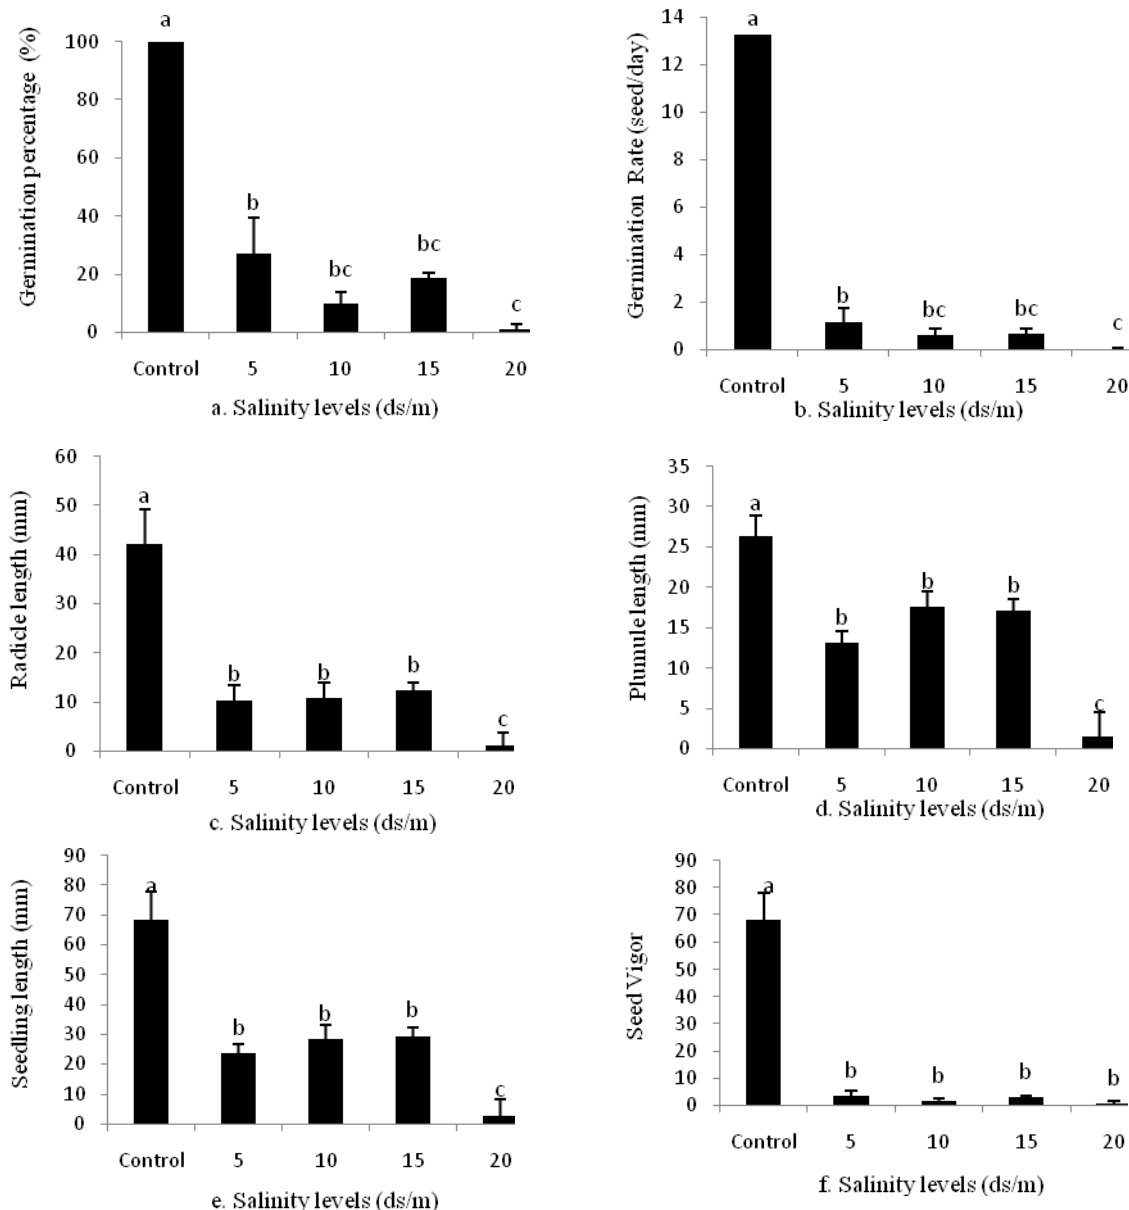 Germination percentage (%)
100
80
60
40
20
0
a
b
bc
bc
c
Control 5 10 15 20
a. Salinity levels (ds/m)
Germination Rate (seed/day)
14
12
10
8
6
4
2
0
a
b
bc
bc
c
Control 5 10 15 20
b. Salinity levels (ds/m)
Radicle length (mm)
60
50
40
30
20
10
0
a
b
b
b
c
Control 5 10 15 20
c. Salinity levels (ds/m)
Plumule length (mm)
35
30
25
20
15
10
5
0
a
b
b
b
c
Control 5 10 15 20
d. Salinity levels (ds/m)
Seedling length (mm)
90
80
70
60
50
40
30
20
10
0
a
b
b
b
c
Control 5 10 15 20
e. Salinity levels (ds/m)
Seed Vigor
90
80
70
60
50
40
30
20
10
0
a
b
b
b
b
Control 5 10 15 20
f. Salinity levels (ds/m)